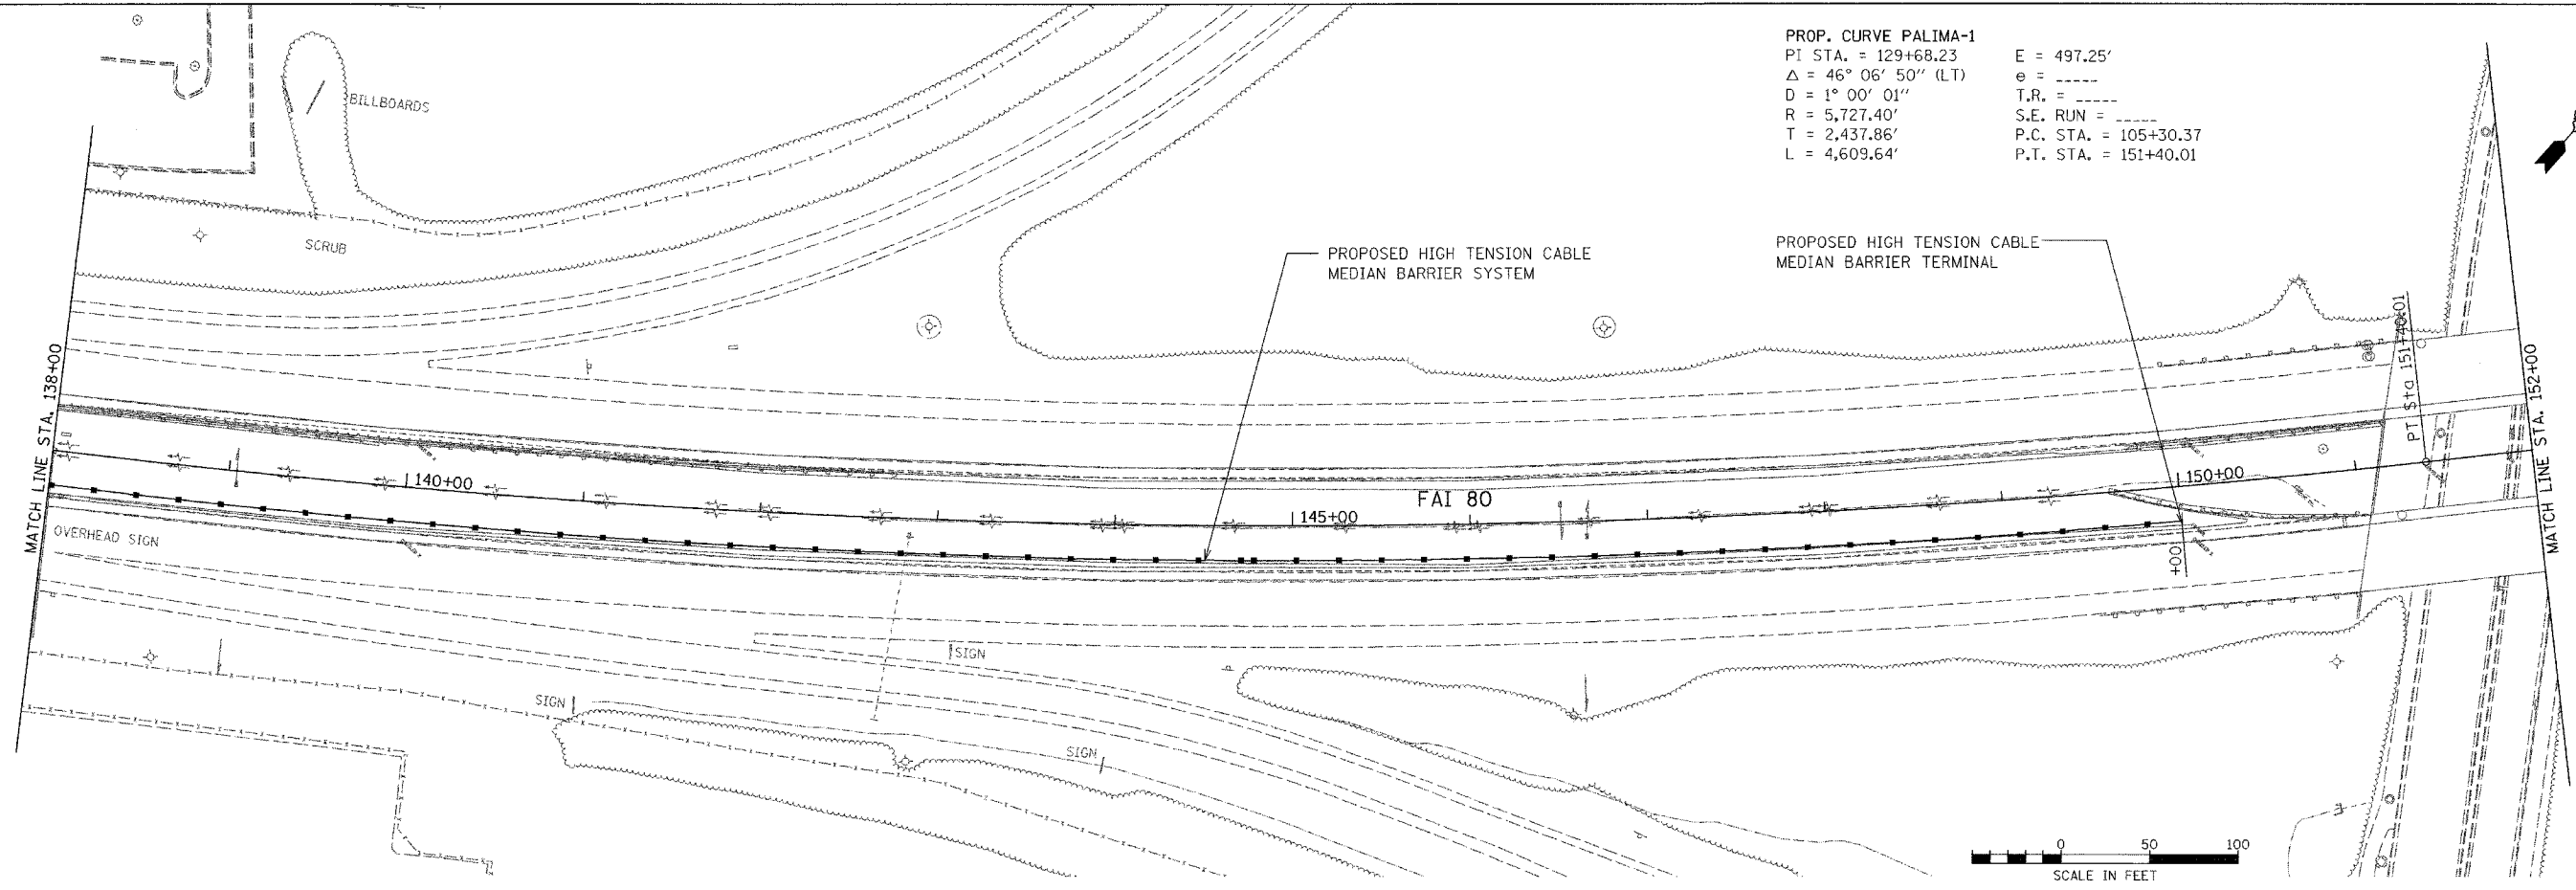 PROP. CURVE PALIMA-1
PI STA. = 129+68.23
Δ = 46° 06' 50" (LT)
D = 1° 00' 01"
R = 5,727.40'
T = 2,437.86'
L = 4,609.64'
E = 497.25'
e = -----
T.R. = -----
S.E. RUN = -----
P.C. STA. = 105+30.37
P.T. STA. = 151+40.01
BILLBOARDS
SCRUB
PROPOSED HIGH TENSION CABLE
MEDIAN BARRIER SYSTEM
PROPOSED HIGH TENSION CABLE
MEDIAN BARRIER TERMINAL
MATCH LINE STA. 138+00
140+00
145+00
FAI 80
150+00
+00
PT Sta 151+40.01
MATCH LINE STA. 152+00
OVERHEAD SIGN
SIGN
SIGN
SIGN
0 50 100
SCALE IN FEET